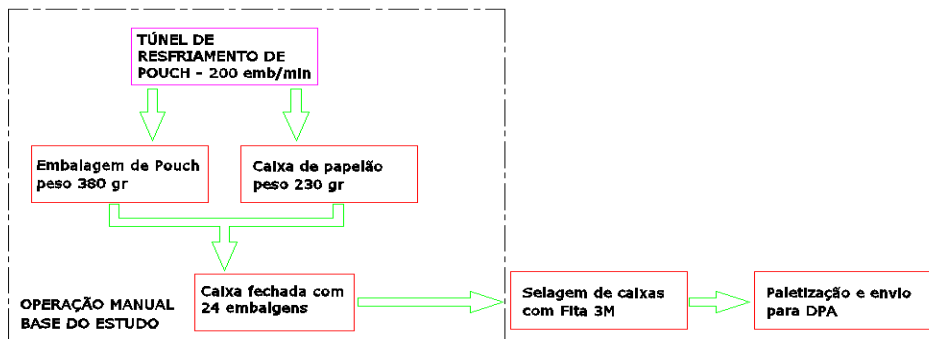 TÚNEL DE
RESFRIAMENTO DE
POUCH - 200 emb/min
Embalagem de Pouch
peso 380 gr
Caixa de papelão
peso 230 gr
Caixa fechada com
24 embalgens
OPERAÇÃO MANUAL
BASE DO ESTUDO
Selagem de caixas
com Fita 3M
Paletização e envio
para DPA